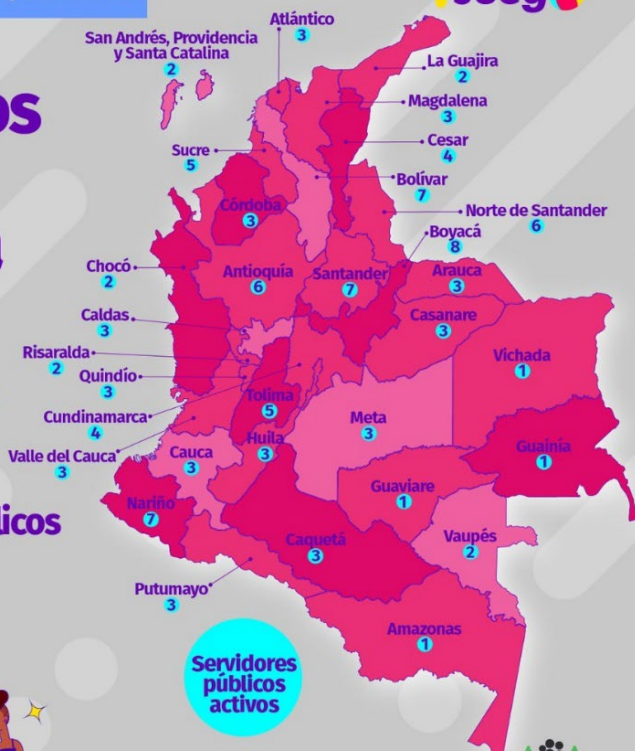 Atlántico
3
San Andrés, Providencia
y Santa Catalina
2
La Guajira
2
Magdalena
3
Cesar
4
Sucre
5
Bolívar
7
Córdoba
3
Norte de Santander
6
Boyacá
8
Chocó
2
Antioquía
6
Santander
7
Arauca
3
Caldas
3
Casanare
3
Risaralda
2
Vichada
1
Quindío
3
Tolima
5
Cundinamarca
4
Meta
3
Valle del Cauca
3
Cauca
3
Huila
3
Guainía
1
Guaviare
1
Nariño
7
Caquetá
3
Vaupés
2
Putumayo
3
Amazonas
1
Servidores
públicos
activos